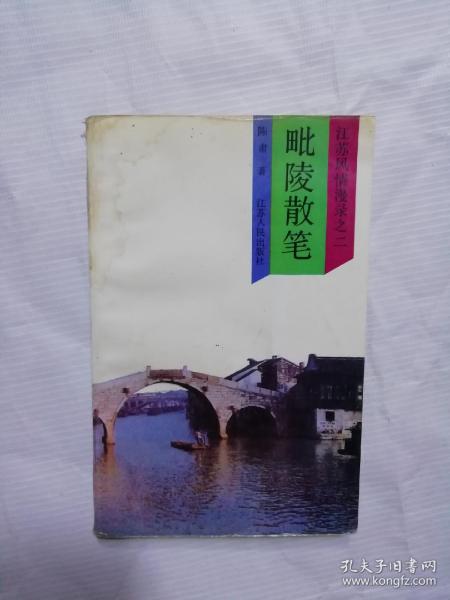 江苏风情漫录之二
毗陵散笔
陈肃 著
江苏人民出版社
孔夫子旧书网
www.kongfz.com